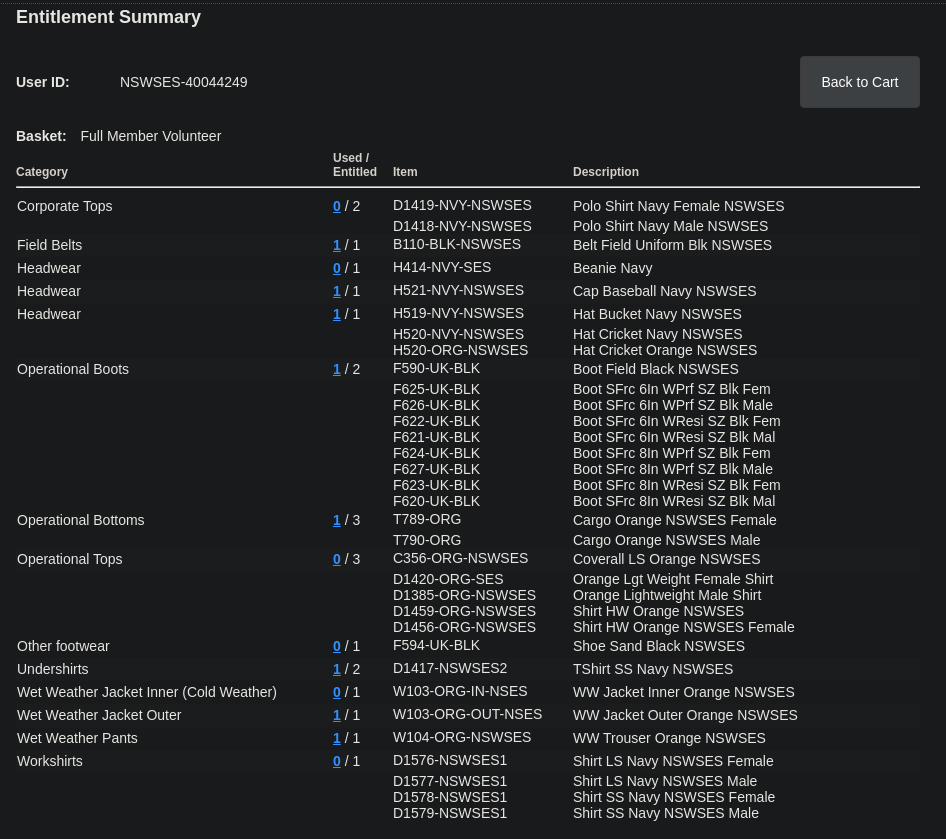 Entitlement Summary
User ID: NSWSES-40044249 Back to Cart
Basket: Full Member Volunteer
Category Used / Entitled Item Description
Corporate Tops 0 / 2 D1419-NVY-NSWSES Polo Shirt Navy Female NSWSES
D1418-NVY-NSWSES Polo Shirt Navy Male NSWSES
Field Belts 1 / 1 B110-BLK-NSWSES Belt Field Uniform Blk NSWSES
Headwear 0 / 1 H414-NVY-SES Beanie Navy
Headwear 1 / 1 H521-NVY-NSWSES Cap Baseball Navy NSWSES
Headwear 1 / 1 H519-NVY-NSWSES Hat Bucket Navy NSWSES
H520-NVY-NSWSES Hat Cricket Navy NSWSES
H520-ORG-NSWSES Hat Cricket Orange NSWSES
Operational Boots 1 / 2 F590-UK-BLK Boot Field Black NSWSES
F625-UK-BLK Boot SFrc 6In WPrf SZ Blk Fem
F626-UK-BLK Boot SFrc 6In WPrf SZ Blk Male
F622-UK-BLK Boot SFrc 6In WResi SZ Blk Fem
F621-UK-BLK Boot SFrc 6In WResi SZ Blk Mal
F624-UK-BLK Boot SFrc 8In WPrf SZ Blk Fem
F627-UK-BLK Boot SFrc 8In WPrf SZ Blk Male
F623-UK-BLK Boot SFrc 8In WResi SZ Blk Fem
F620-UK-BLK Boot SFrc 8In WResi SZ Blk Mal
Operational Bottoms 1 / 3 T789-ORG Cargo Orange NSWSES Female
T790-ORG Cargo Orange NSWSES Male
Operational Tops 0 / 3 C356-ORG-NSWSES Coverall LS Orange NSWSES
D1420-ORG-SES Orange Lgt Weight Female Shirt
D1385-ORG-NSWSES Orange Lightweight Male Shirt
D1459-ORG-NSWSES Shirt HW Orange NSWSES
D1456-ORG-NSWSES Shirt HW Orange NSWSES Female
Other footwear 0 / 1 F594-UK-BLK Shoe Sand Black NSWSES
Undershirts 1 / 2 D1417-NSWSES2 TShirt SS Navy NSWSES
Wet Weather Jacket Inner (Cold Weather) 0 / 1 W103-ORG-IN-NSES WW Jacket Inner Orange NSWSES
Wet Weather Jacket Outer 1 / 1 W103-ORG-OUT-NSES WW Jacket Outer Orange NSWSES
Wet Weather Pants 1 / 1 W104-ORG-NSWSES WW Trouser Orange NSWSES
Workshirts 0 / 1 D1576-NSWSES1 Shirt LS Navy NSWSES Female
D1577-NSWSES1 Shirt LS Navy NSWSES Male
D1578-NSWSES1 Shirt SS Navy NSWSES Female
D1579-NSWSES1 Shirt SS Navy NSWSES Male